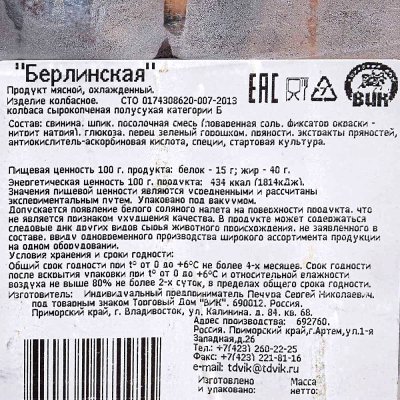 "Берлинская"
Продукт мясной, охлажденный.
Изделие колбасное. СТО 0174308620-007-2013
колбаса сырокопченая полусухая категории Б
ЕАС
ВИК
Состав: свинина, шпик, посолочная смесь (поваренная соль, фиксатор окраски -
нитрит натрия), глюкоза, перец зеленый горошком, пряности, экстракты пряностей,
антиокислитель-аскорбиновая кислота, специи, стартовая культура.
Пищевая ценность 100 г. продукта: белок - 15 г; жир - 40 г.
Энергетическая ценность 100 г. продукта: 434 ккал (1814кДж).
Значения пищевой ценности являются усредненными и рассчитаны
экспериментальным путем. Упаковано под вакуумом.
Допускается появление белого соляного налета на поверхности продукта, что
не является признаком ухудшения качества. В продукте может содержаться
следовые днк других видов сырья животного происхождения, не заявленного в
составе, ввиду одновременного производства широкого ассортимента продукции
на одном оборудовании.
Условия хранения и сроки годности:
Общий срок годности при t° от 0 до +6°С не более 4-х месяцев. Срок годности
после вскрытия упаковки при t° от 0 до +6°С и относительной влажности
воздуха не выше 80% не более 2-х суток, в пределах общего срока годности.
Изготовитель: Индивидуальный предприниматель Печура Сергей Николаевич,
под товарным знаком Торговый Дом "ВИК". 690012, Россия,
Приморский край, г. Владивосток, ул. Калинина, д. 84, кв. 68.
Адрес производства: 692760,
Россия, Приморский край, г.Артем,ул.1-я
Западная,26
Тел.: +7(423) 260-22-25
Факс: +7(423) 221-81-16
e-mail: tdvik@tdvik.ru
Изготовлено Масса
и упаковано: нетто: